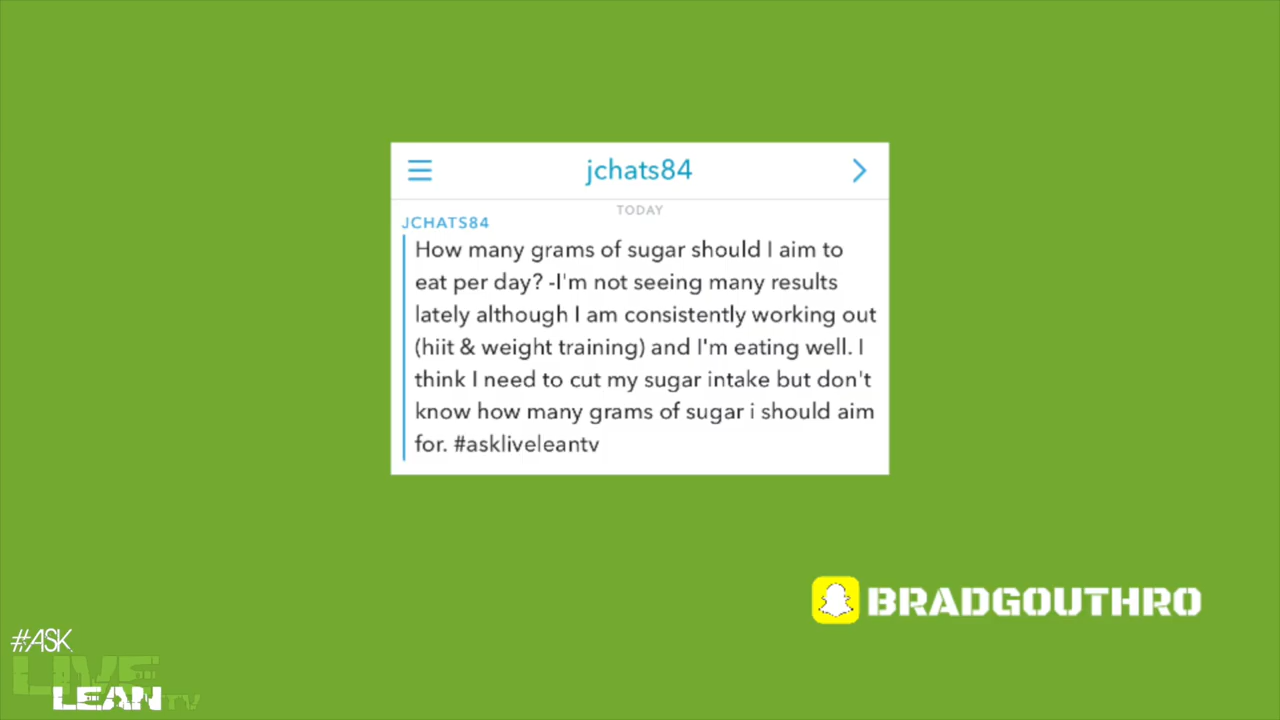 jchats84
TODAY
JCHATS84
How many grams of sugar should I aim to
eat per day? -I'm not seeing many results
lately although I am consistently working out
(hiit & weight training) and I'm eating well. I
think I need to cut my sugar intake but don't
know how many grams of sugar i should aim
for. #askliveleantv
BRADGOUTHRO
#ASK
LIVE
LEAN TV